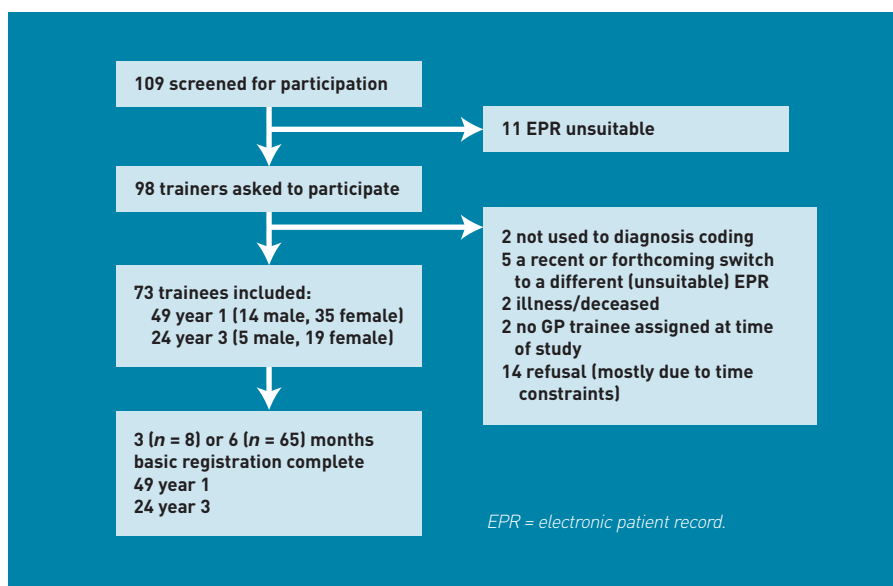 109 screened for participation
11 EPR unsuitable
98 trainers asked to participate
2 not used to diagnosis coding
5 a recent or forthcoming switch
to a different (unsuitable) EPR
2 illness/deceased
2 no GP trainee assigned at time
of study
14 refusal (mostly due to time
constraints)
73 trainees included:
49 year 1 (14 male, 35 female)
24 year 3 (5 male, 19 female)
3 (n = 8) or 6 (n = 65) months
basic registration complete
49 year 1
24 year 3
EPR = electronic patient record.